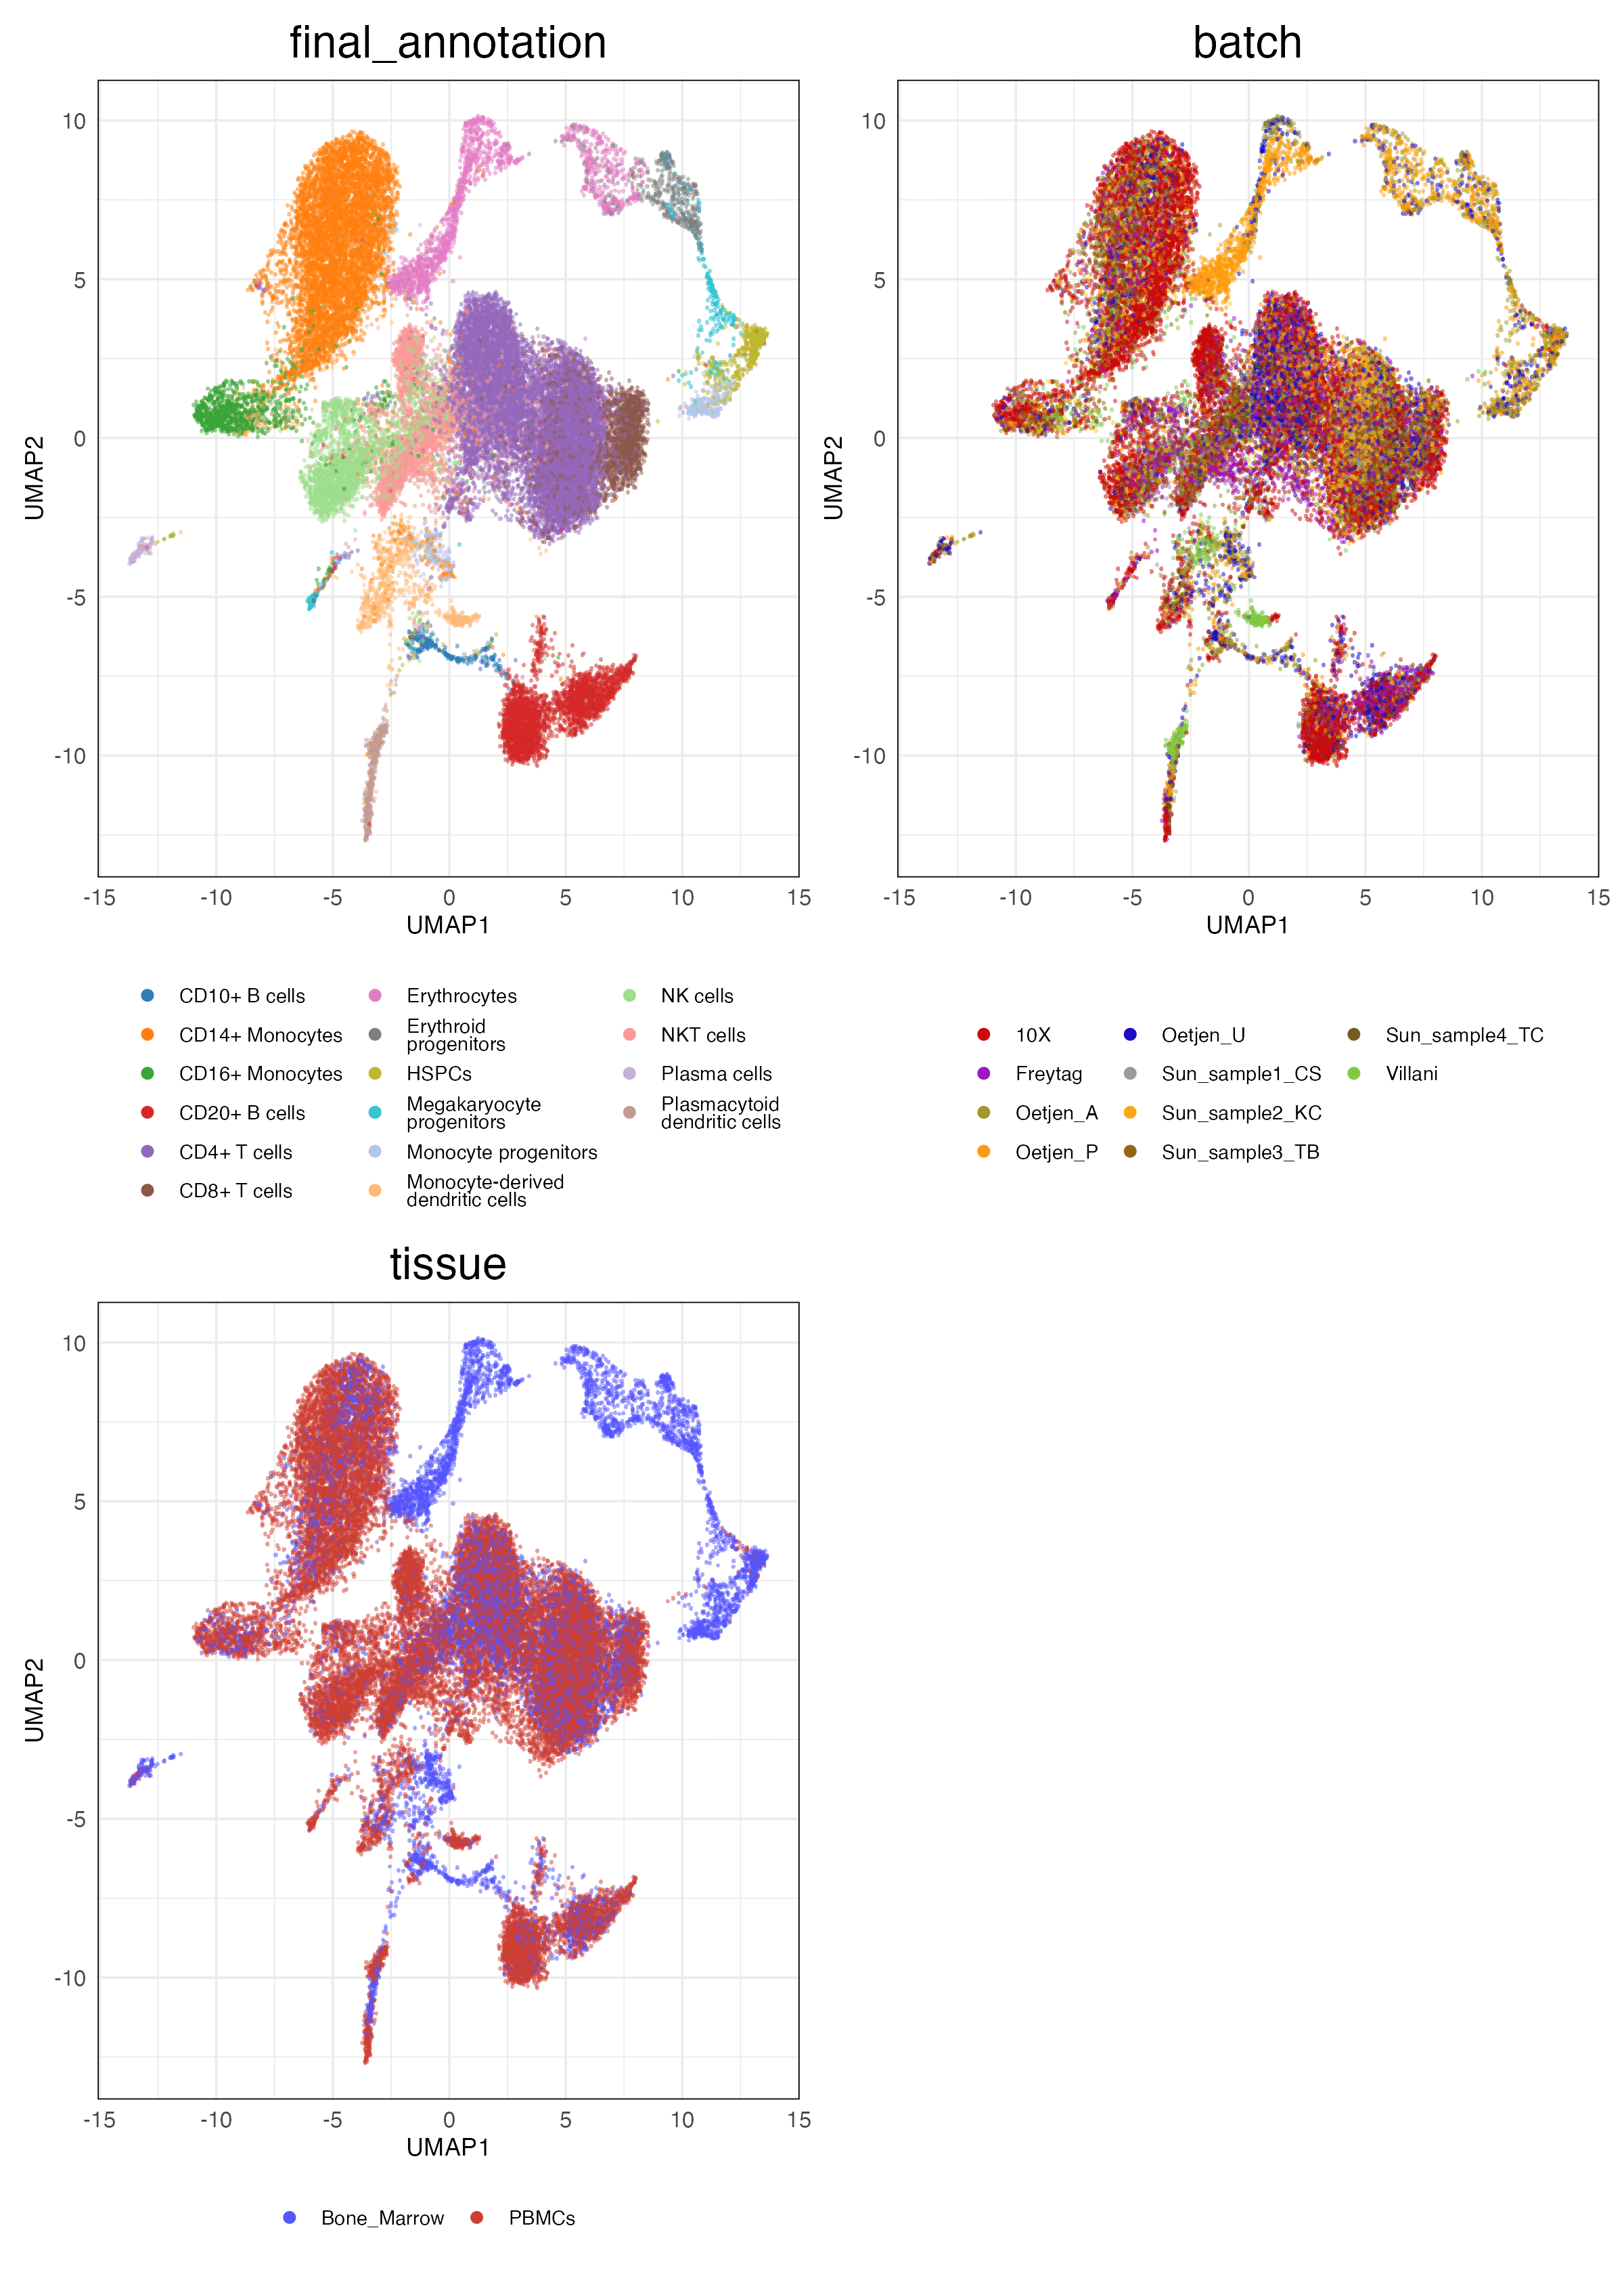 final_annotation
batch
10
5
0
-5
-10
UMAP2
-15
-10
-5
0
5
10
15
UMAP1
10
5
0
-5
-10
UMAP2
-15
-10
-5
0
5
10
15
UMAP1
CD10+ B cells
CD14+ Monocytes
CD16+ Monocytes
CD20+ B cells
CD4+ T cells
CD8+ T cells
Erythrocytes
Erythroid
progenitors
HSPCs
Megakaryocyte
progenitors
Monocyte progenitors
Monocyte-derived
dendritic cells
NK cells
NKT cells
Plasma cells
Plasmacytoid
dendritic cells
10X
Freytag
Oetjen_A
Oetjen_P
Oetjen_U
Sun_sample1_CS
Sun_sample2_KC
Sun_sample3_TB
Sun_sample4_TC
Villani
tissue
10
5
0
-5
-10
UMAP2
-15
-10
-5
0
5
10
15
UMAP1
Bone_Marrow
PBMCs